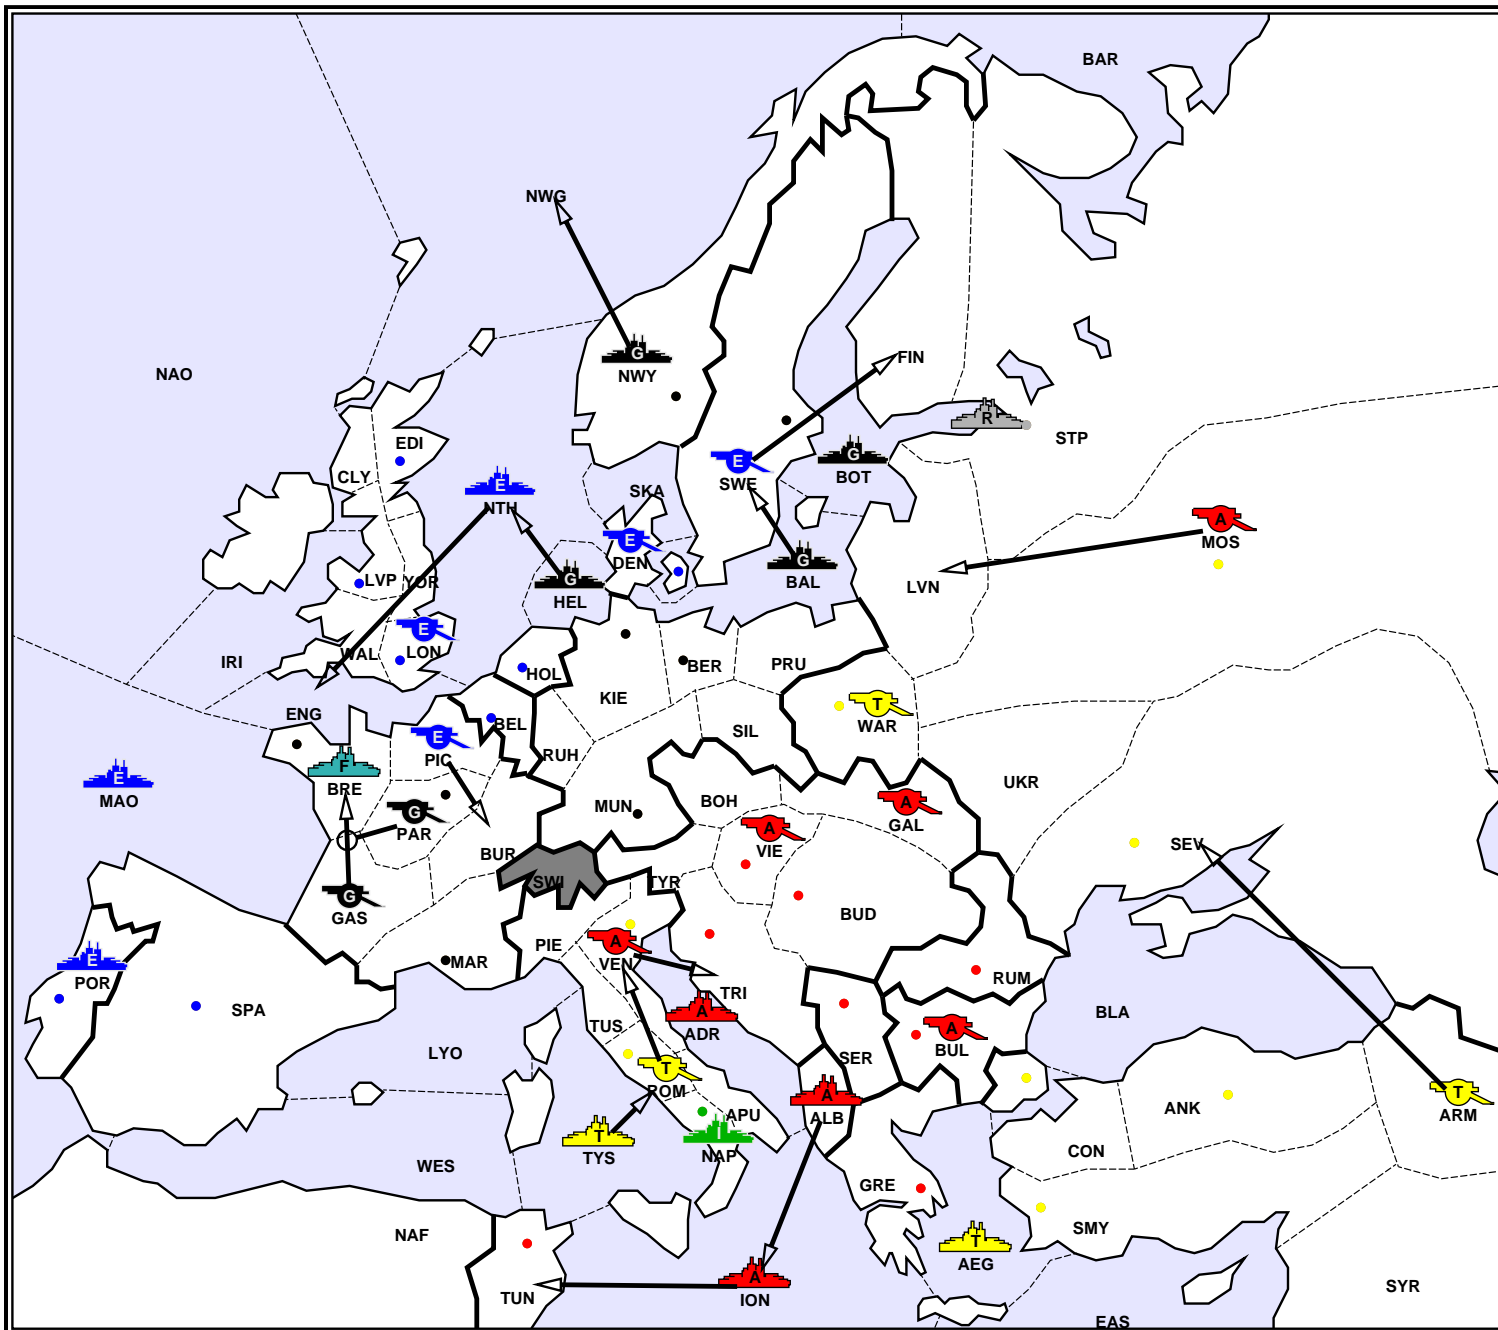 BAR
NWG
G
NWY
FIN
NAO
R
STP
EDI
CLY
E
NTH
SKA
E
SWE
G
BOT
A
MOS
E
DEN
G
HEL
G
BAL
LVN
LVP
YOR
IRI
WAL
E
LON
HOL
KIE
BER
PRU
ENG
BEL
T
WAR
SIL
E
PIC
RUH
E
MAO
F
BRE
UKR
G
PAR
MUN
BOH
A
GAL
A
VIE
SEV
BUR
SWI
TYR
G
GAS
BUD
E
POR
SPA
MAR
PIE
A
VEN
TRI
RUM
BLA
LYO
TUS
A
ADR
SER
A
BUL
T
ROM
APU
A
ALB
ANK
T
ARM
T
TYS
I
NAP
CON
WES
GRE
SMY
NAF
T
AEG
TUN
A
ION
SYR
EAS